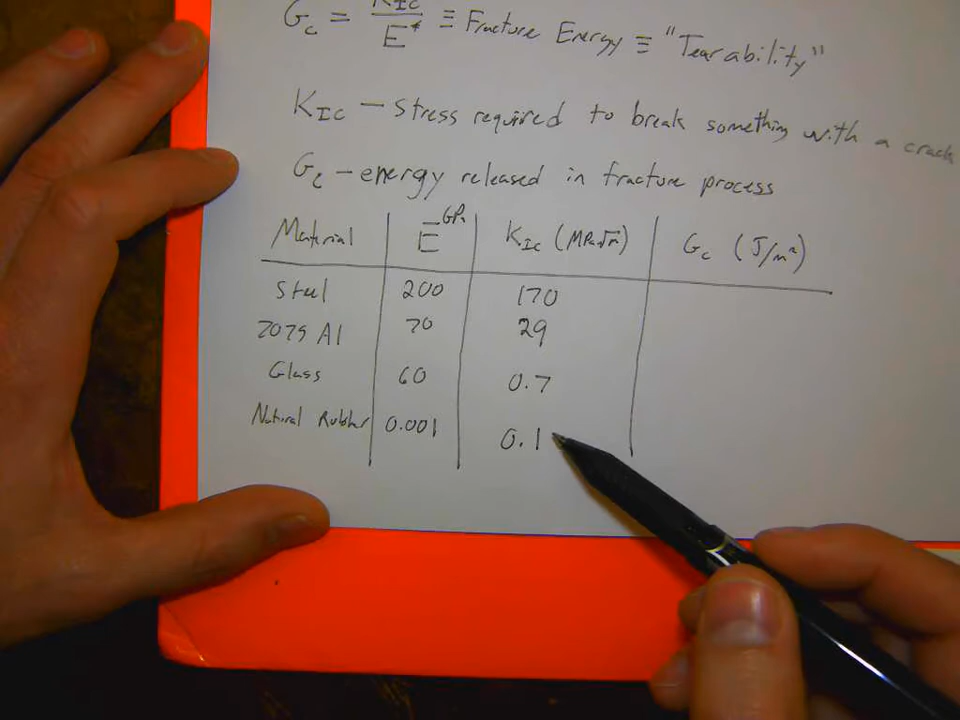 G_c = K_IC / E* ≡ Fracture Energy ≡ "Tearability"
K_IC – stress required to break something with a crack
G_c – energy released in fracture process
Material | E GPa | K_IC (MPa√m) | G_c (J/m²)
Steel | 200 | 170
7075 Al | 70 | 29
Glass | 60 | 0.7
Natural Rubber | 0.001 | 0.1